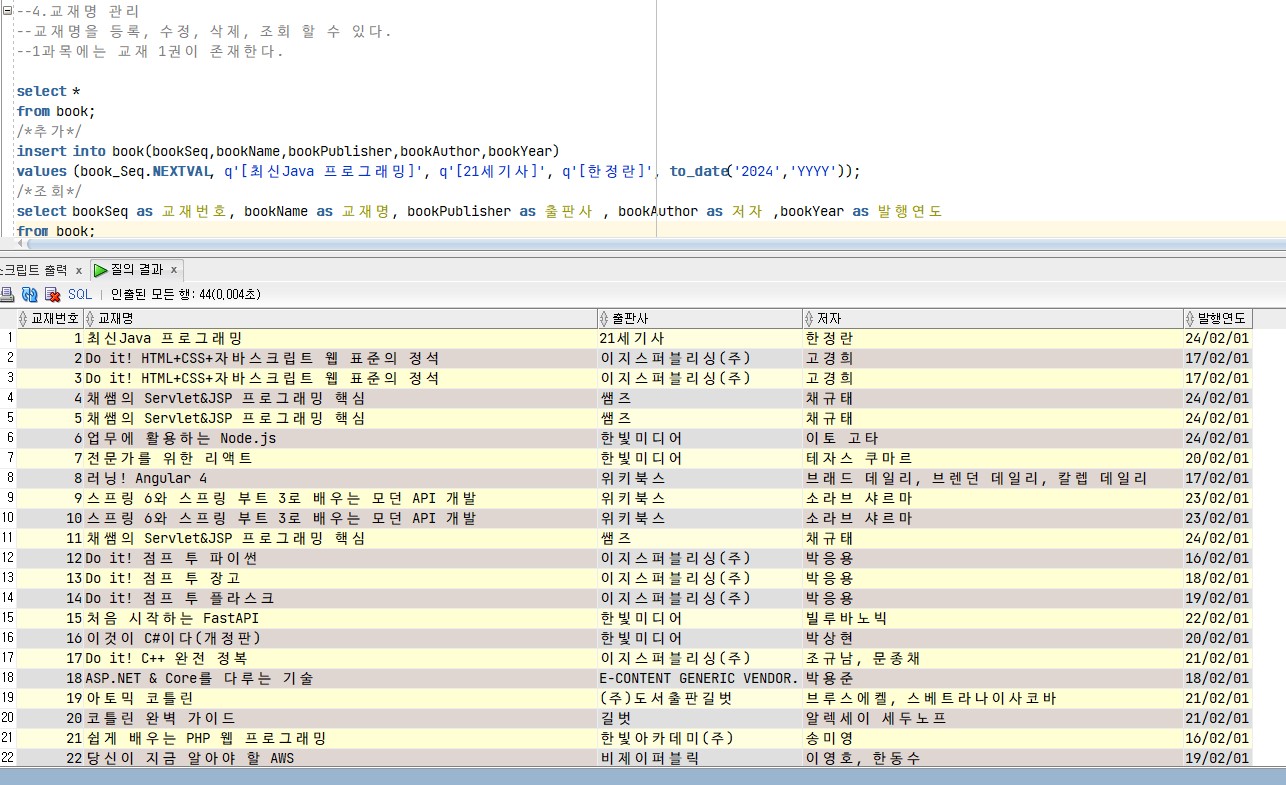 --4.교재명 관리
--교재명을 등록, 수정, 삭제, 조회 할 수 있다.
--1과목에는 교재 1권이 존재한다.
select *
from book;
/*추가*/
insert into book(bookSeq,bookName,bookPublisher,bookAuthor,bookYear)
values (book_Seq.NEXTVAL, q'[최신Java 프로그래밍]', q'[21세기사]', q'[한정란]', to_date('2024','YYYY'));
/*조회*/
select bookSeq as 교재번호, bookName as 교재명, bookPublisher as 출판사 , bookAuthor as 저자 ,bookYear as 발행연도
from book;
스크립트 출력 x 질의 결과 x
SQL | 인출된 모든 행: 44(0,004초)
교재번호 교재명 출판사 저자 발행연도
1 1 최신Java 프로그래밍 21세기사 한정란 24/02/01
2 2 Do it! HTML+CSS+자바스크립트 웹 표준의 정석 이지스퍼블리싱(주) 고경희 17/02/01
3 3 Do it! HTML+CSS+자바스크립트 웹 표준의 정석 이지스퍼블리싱(주) 고경희 17/02/01
4 4 채쌤의 Servlet&JSP 프로그래밍 핵심 쌤즈 채규태 24/02/01
5 5 채쌤의 Servlet&JSP 프로그래밍 핵심 쌤즈 채규태 24/02/01
6 6 업무에 활용하는 Node.js 한빛미디어 이토 고타 24/02/01
7 7 전문가를 위한 리액트 한빛미디어 테자스 쿠마르 20/02/01
8 8 러닝! Angular 4 위키북스 브래드 데일리, 브렌던 데일리, 칼렙 데일리 17/02/01
9 9 스프링 6와 스프링 부트 3로 배우는 모던 API 개발 위키북스 소라브 샤르마 23/02/01
10 10 스프링 6와 스프링 부트 3로 배우는 모던 API 개발 위키북스 소라브 샤르마 23/02/01
11 11 채쌤의 Servlet&JSP 프로그래밍 핵심 쌤즈 채규태 24/02/01
12 12 Do it! 점프 투 파이썬 이지스퍼블리싱(주) 박응용 16/02/01
13 13 Do it! 점프 투 장고 이지스퍼블리싱(주) 박응용 18/02/01
14 14 Do it! 점프 투 플라스크 이지스퍼블리싱(주) 박응용 19/02/01
15 15 처음 시작하는 FastAPI 한빛미디어 빌루바노빅 22/02/01
16 16 이것이 C#이다(개정판) 한빛미디어 박상현 20/02/01
17 17 Do it! C++ 완전 정복 이지스퍼블리싱(주) 조규남, 문종채 21/02/01
18 18 ASP.NET & Core를 다루는 기술 E-CONTENT GENERIC VENDOR. 박용준 18/02/01
19 19 아토믹 코틀린 (주)도서출판길벗 브루스에켈, 스베트라나이사코바 21/02/01
20 20 코틀린 완벽 가이드 길벗 알렉세이 세두노프 21/02/01
21 21 쉽게 배우는 PHP 웹 프로그래밍 한빛아카데미(주) 송미영 16/02/01
22 22 당신이 지금 알아야 할 AWS 비제이퍼블릭 이영호, 한동수 19/02/01